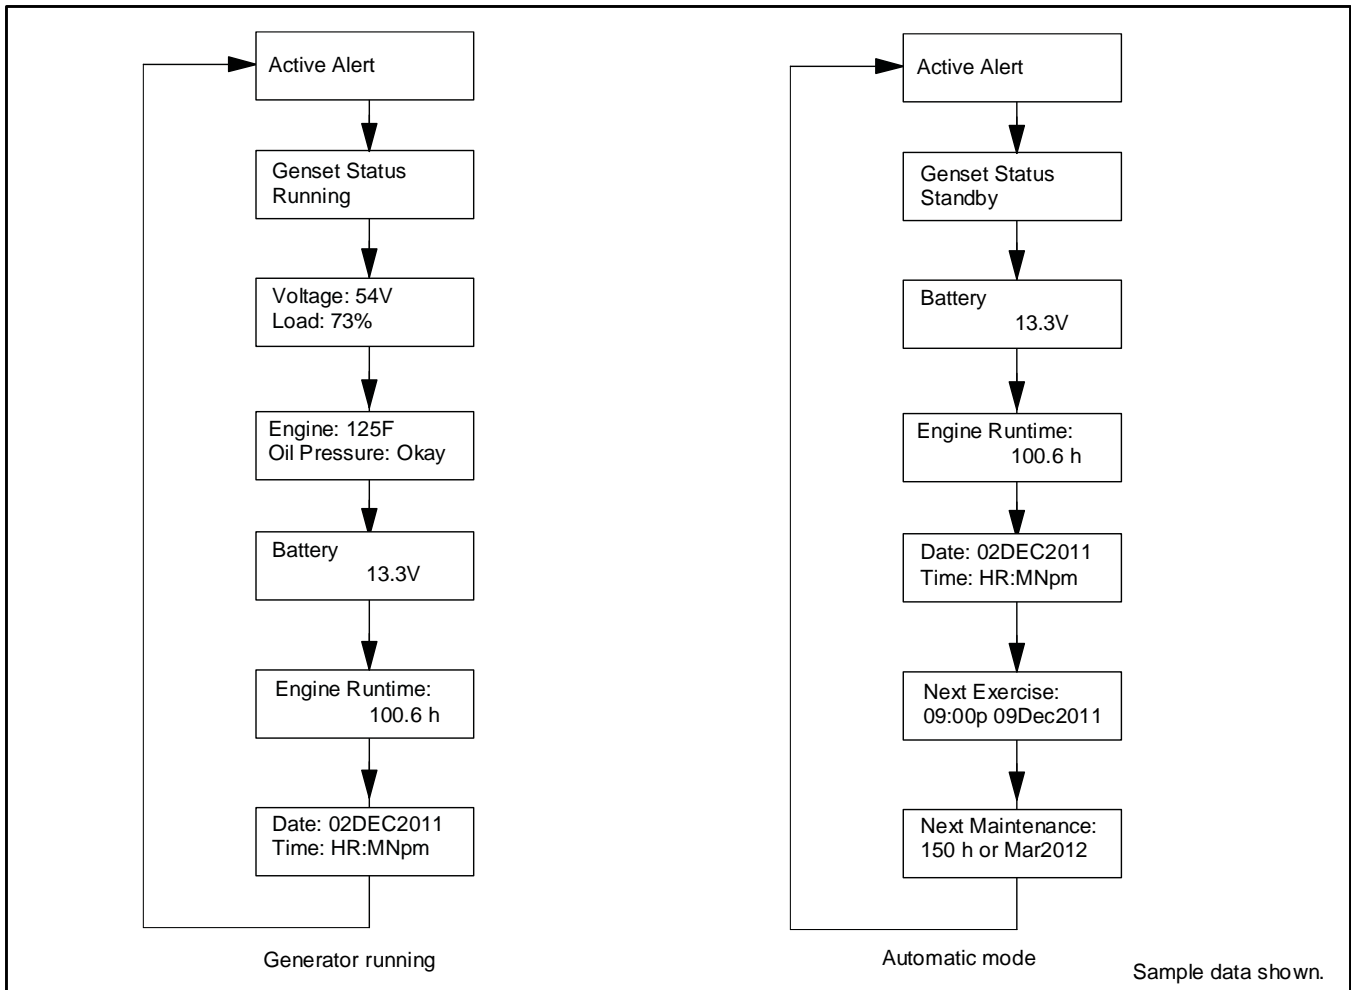 Active Alert
Genset Status
Running
Voltage: 54V
Load: 73%
Engine: 125F
Oil Pressure: Okay
Battery
13.3V
Engine Runtime:
100.6 h
Date: 02DEC2011
Time: HR:MNpm
Generator running
Active Alert
Genset Status
Standby
Battery
13.3V
Engine Runtime:
100.6 h
Date: 02DEC2011
Time: HR:MNpm
Next Exercise:
09:00p 09Dec2011
Next Maintenance:
150 h or Mar2012
Automatic mode
Sample data shown.